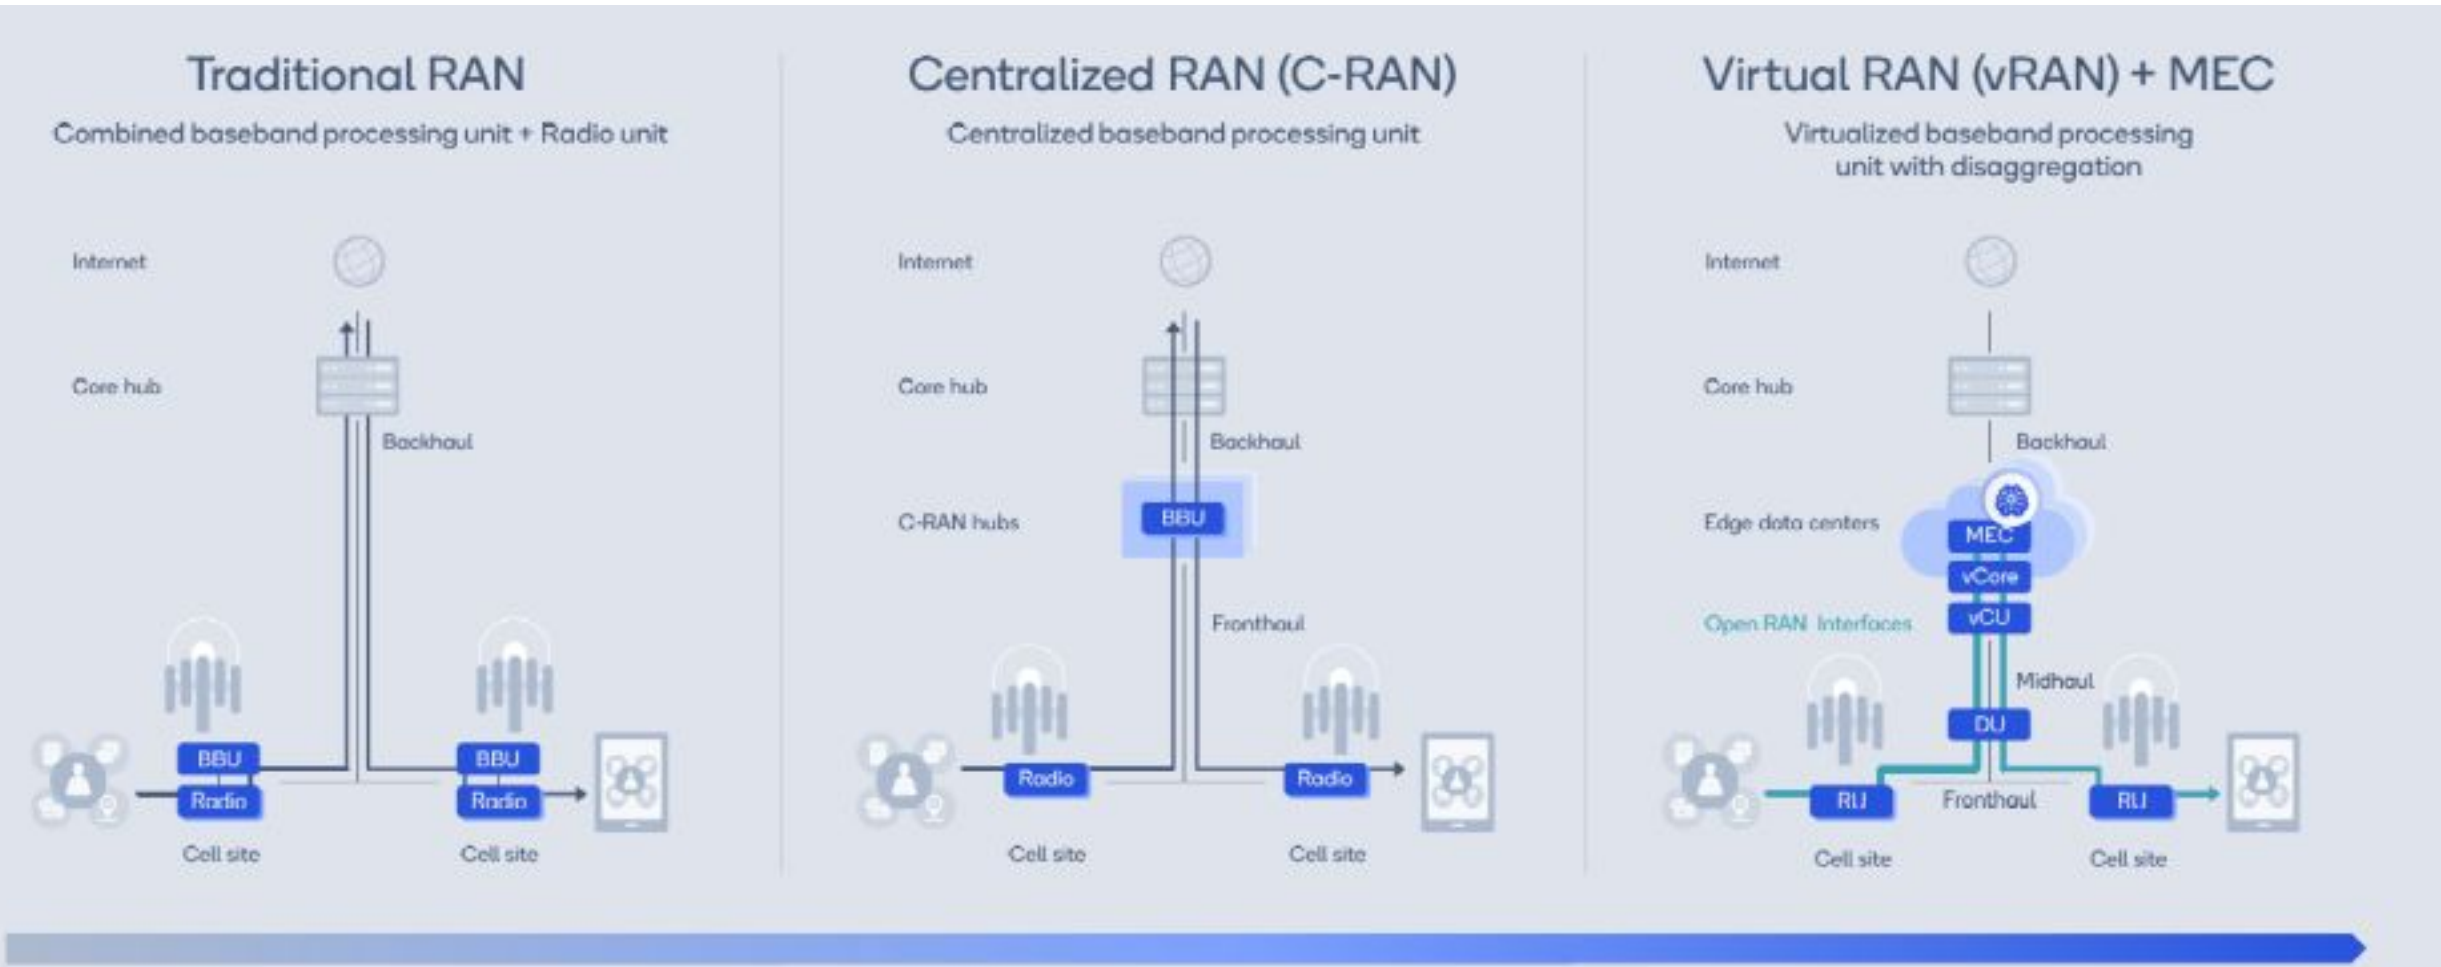 Traditional RAN
Combined baseband processing unit + Radio unit
Internet
Core hub
Backhaul
BBU
BBU
Radio
Radio
Cell site
Cell site
Centralized RAN (C-RAN)
Centralized baseband processing unit
Internet
Core hub
Backhaul
C-RAN hubs
BBU
Fronthaul
Radio
Radio
Cell site
Cell site
Virtual RAN (vRAN) + MEC
Virtualized baseband processing
unit with disaggregation
Internet
Core hub
Backhaul
Edge data centers
MEC
vCore
Open RAN Interfaces
vCU
Midhaul
DU
RU
Fronthaul
RU
Cell site
Cell site